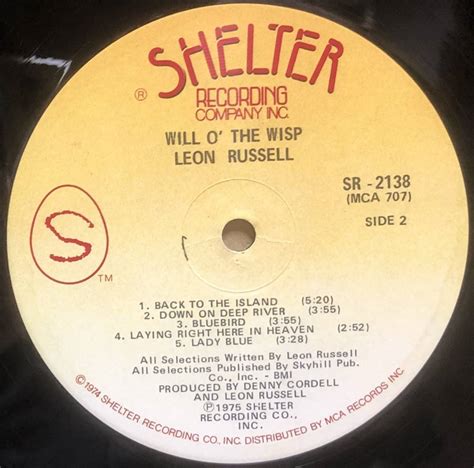 SHELTER
® RECORDING
COMPANY INC.
WILL O' THE WISP
LEON RUSSELL
SR-2138
(MCA 707)
SIDE 2
S
TM
1. BACK TO THE ISLAND (5:20)
2. DOWN ON DEEP RIVER (3:55)
3. BLUEBIRD (3:55)
4. LAYING RIGHT HERE IN HEAVEN (2:52)
5. LADY BLUE (3:28)
All Selections Written By Leon Russell
All Selections Published By Skyhill Pub.
Co., Inc. - BMI
PRODUCED BY DENNY CORDELL
and LEON RUSSELL
℗1975 SHELTER
RECORDING CO.,
INC.
©1974 SHELTER RECORDING CO., INC. DISTRIBUTED BY MCA RECORDS INC.